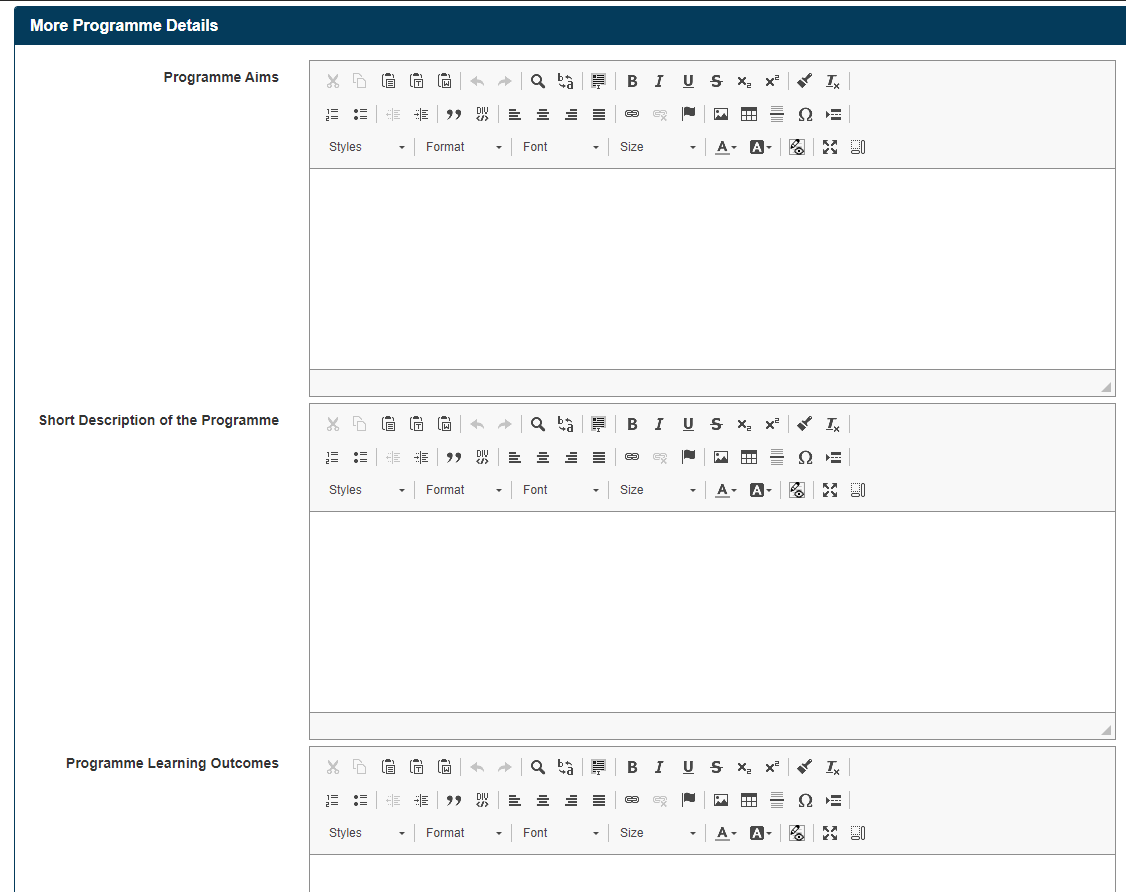 More Programme Details
Programme Aims
Styles Format Font Size
Short Description of the Programme
Styles Format Font Size
Programme Learning Outcomes
Styles Format Font Size